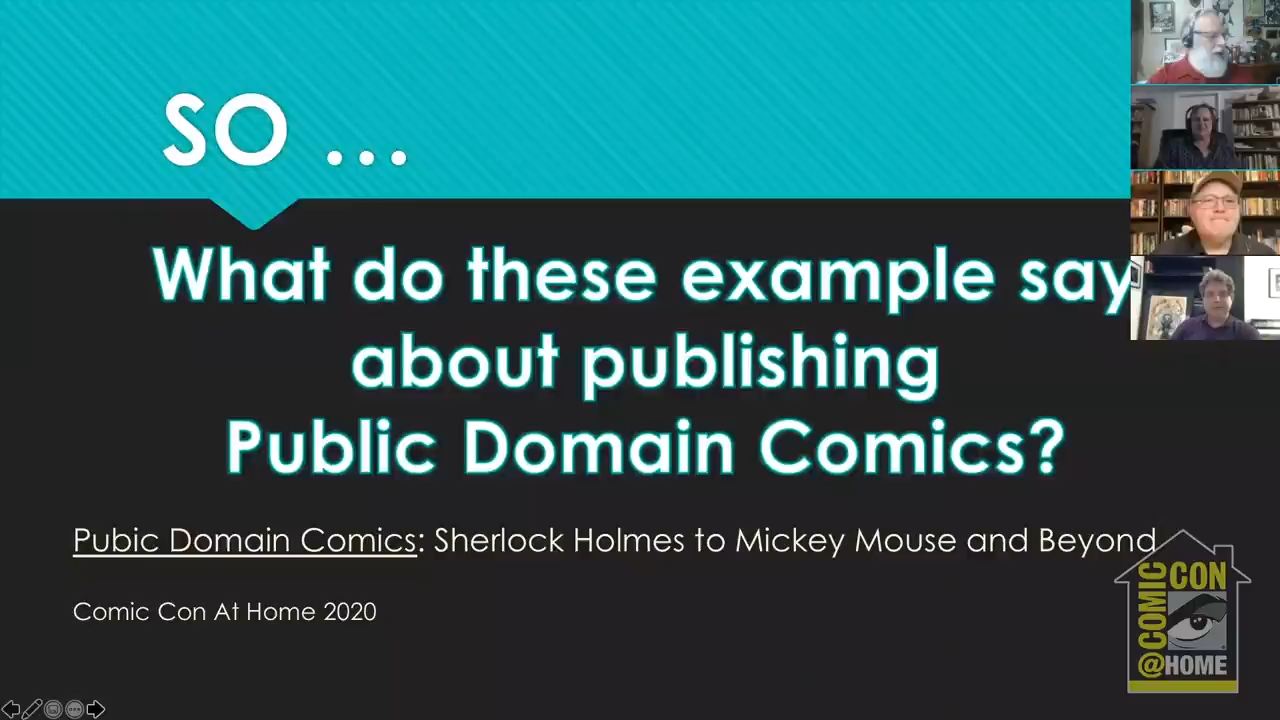 SO ...
What do these example say
about publishing
Public Domain Comics?
Pubic Domain Comics: Sherlock Holmes to Mickey Mouse and Beyond
Comic Con At Home 2020
COMIC
CON
@HOME